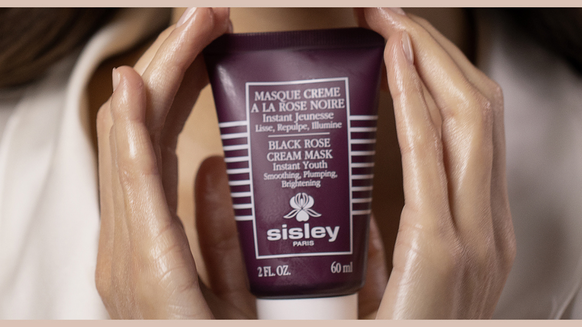 MASQUE CREME
A LA ROSE NOIRE
Instant Jeunesse
Lisse, Repulpe, Illumine
BLACK ROSE
CREAM MASK
Instant Youth
Smoothing, Plumping,
Brightening
sisley
PARIS
2 FL. OZ. 60 ml